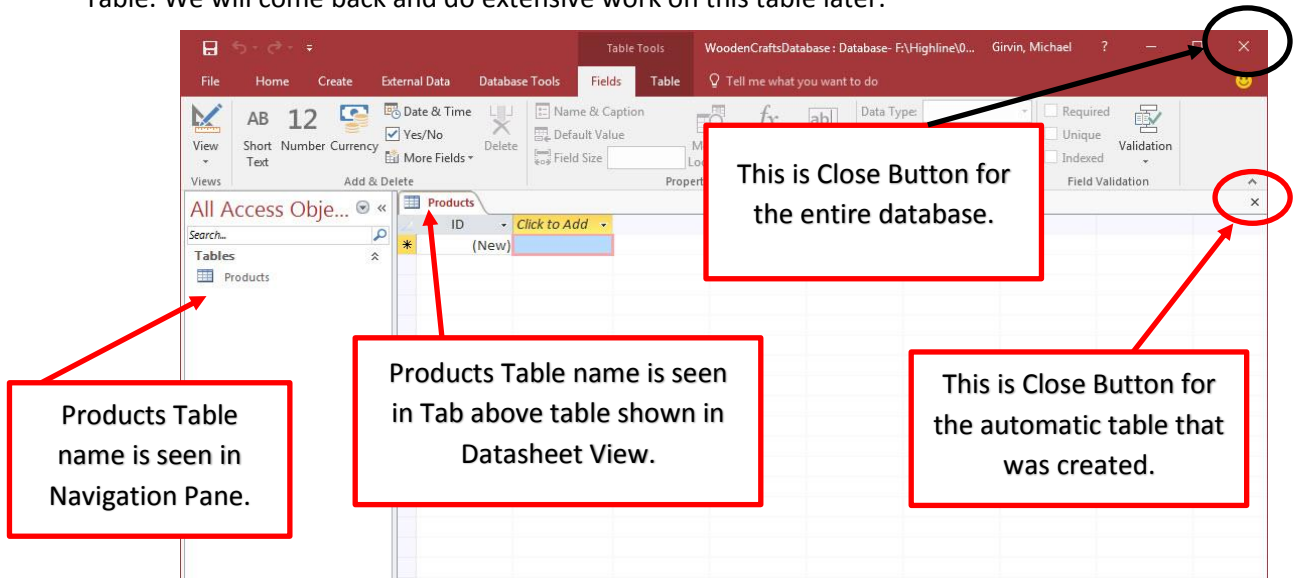 Table. We will come back and do extensive work on this table later.
Table Tools WoodenCraftsDatabase : Database- F:\Highline\0... Girvin, Michael ?
File Home Create External Data Database Tools Fields Table Tell me what you want to do
View
Views
AB
Short
Text
12
Number
Currency
Date & Time
Yes/No
More Fields
Delete
Add & Delete
Name & Caption
Default Value
Field Size
fx
ab|
Data Type:
Required
Unique
Indexed
Validation
Field Validation
All Access Obje... «
Search...
Tables
Products
Products
ID Click to Add
* (New)
This is Close Button for
the entire database.
Products Table
name is seen in
Navigation Pane.
Products Table name is seen
in Tab above table shown in
Datasheet View.
This is Close Button for
the automatic table that
was created.